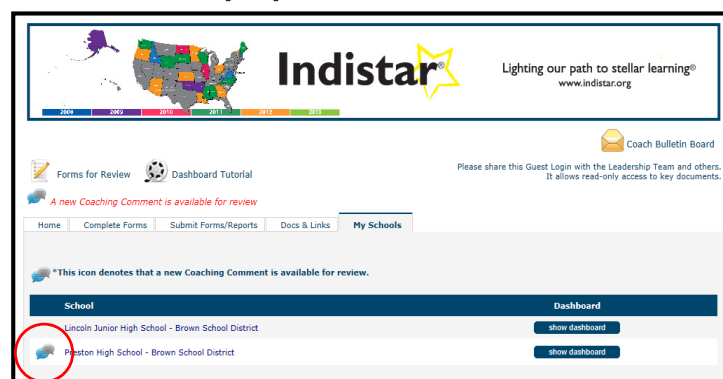 Indistar®
Lighting our path to stellar learning®
www.indistar.org
2008 2009 2010 2011 2012 2013
Coach Bulletin Board
Forms for Review Dashboard Tutorial
Please share this Guest Login with the Leadership Team and others.
It allows read-only access to key documents.
A new Coaching Comment is available for review
Home Complete Forms Submit Forms/Reports Docs & Links My Schools
*This icon denotes that a new Coaching Comment is available for review.
School Dashboard
Lincoln Junior High School - Brown School District show dashboard
Preston High School - Brown School District show dashboard